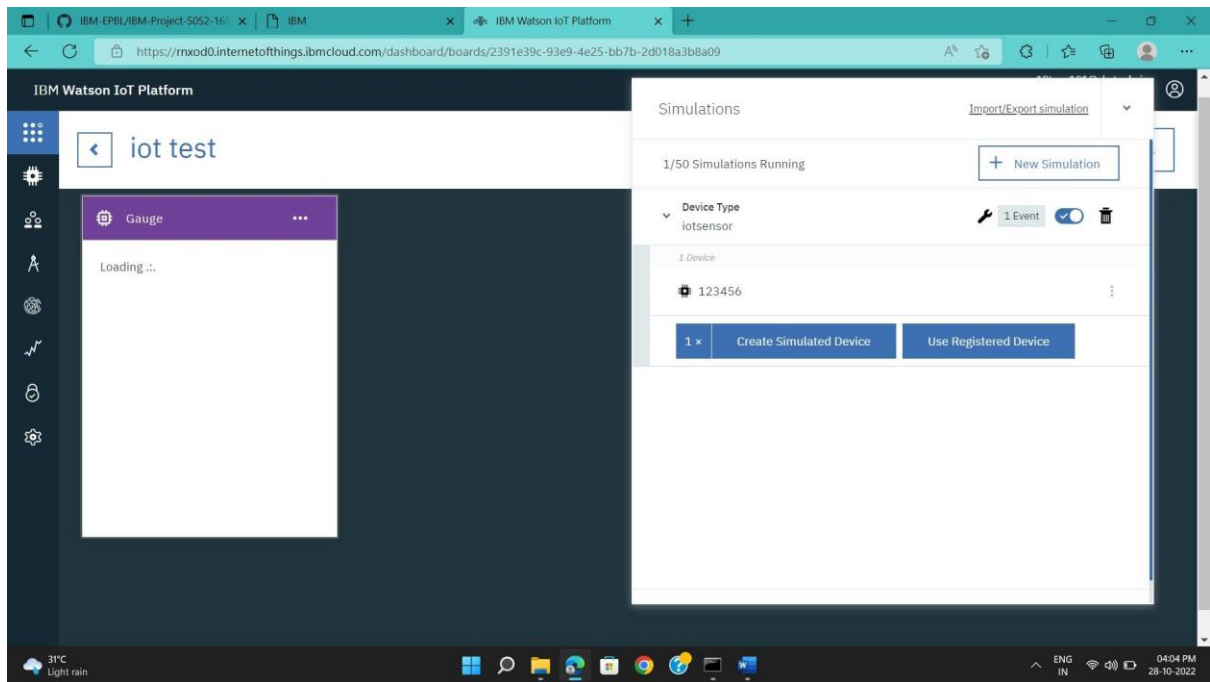 IBM-EPBL/IBM-Project-5052-165
IBM
IBM Watson IoT Platform
https://rnxod0.internetofthings.ibmcloud.com/dashboard/boards/2391e39c-93e9-4e25-bb7b-2d018a3b8a09
IBM Watson IoT Platform
Simulations
Import/Export simulation
iot test
1/50 Simulations Running
+ New Simulation
Gauge
Device Type
iotsensor
1 Event
Loading .:.
1 Device
123456
1 ×
Create Simulated Device
Use Registered Device
31°C
Light rain
ENG
IN
04:04 PM
28-10-2022